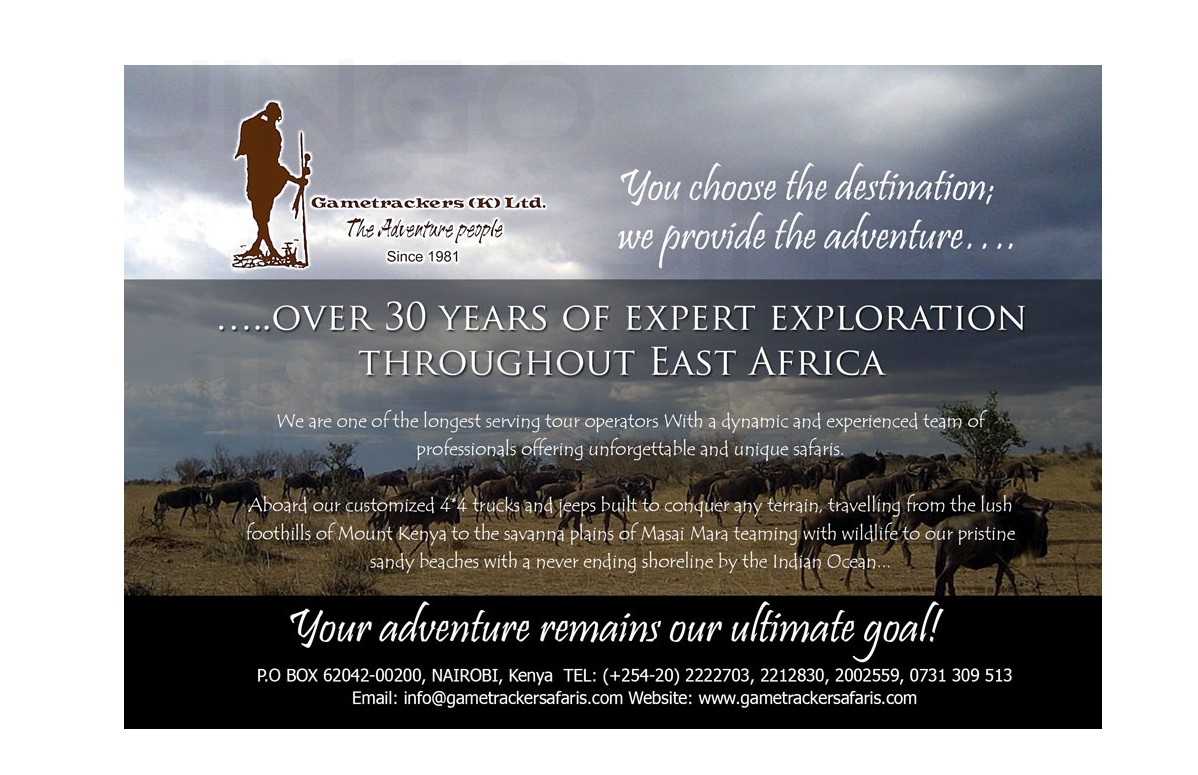 JINGO
Gametrackers (K) Ltd.
The Adventure people
Since 1981
You choose the destination;
we provide the adventure....
.....OVER 30 YEARS OF EXPERT EXPLORATION
THROUGHOUT EAST AFRICA
We are one of the longest serving tour operators With a dynamic and experienced team of
professionals offering unforgettable and unique safaris.
Aboard our customized 4*4 trucks and jeeps built to conquer any terrain, travelling from the lush
foothills of Mount Kenya to the savanna plains of Masai Mara teaming with wildlife to our pristine
sandy beaches with a never ending shoreline by the Indian Ocean...
Your adventure remains our ultimate goal!
P.O BOX 62042-00200, NAIROBI, Kenya TEL: (+254-20) 2222703, 2212830, 2002559, 0731 309 513
Email: info@gametrackersafaris.com Website: www.gametrackersafaris.com